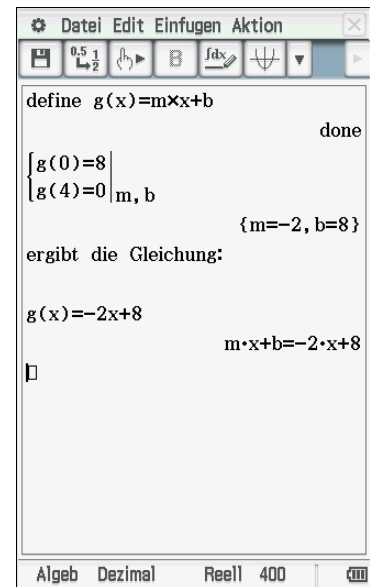 Datei Edit Einfugen Aktion
0.5 1 2 B ∫dx
define g(x)=m×x+b
done
{g(0)=8
{g(4)=0|m, b
{m=-2, b=8}
ergibt die Gleichung:
g(x)=-2x+8
m·x+b=-2·x+8
Algeb Dezimal Reell 400